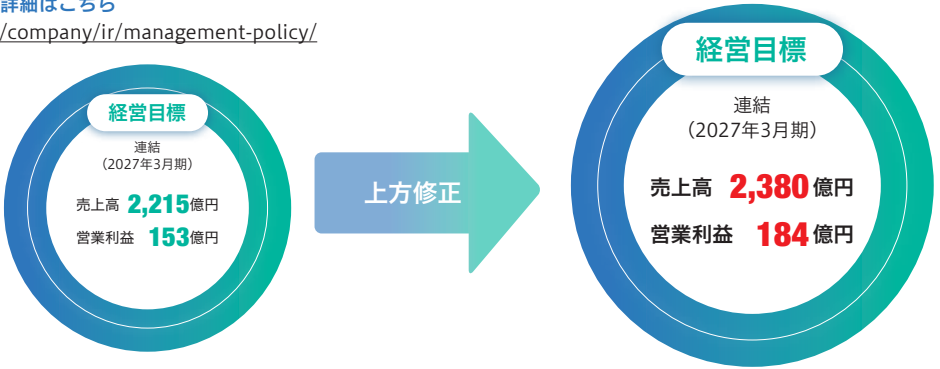 詳細はこちら
/company/ir/management-policy/
経営目標
連結
（2027年3月期）
売上高 2,215億円
営業利益 153億円
上方修正
経営目標
連結
（2027年3月期）
売上高 2,380億円
営業利益 184億円